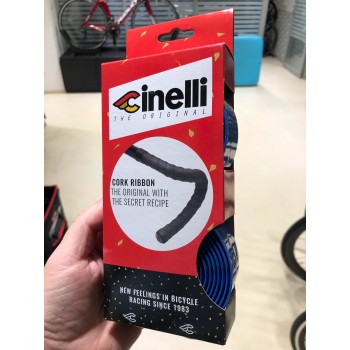 Cinelli
THE ORIGINAL
CORK RIBBON
THE ORIGINAL WITH
THE SECRET RECIPE
NEW FEELINGS IN BICYCLE
RACING SINCE 1983